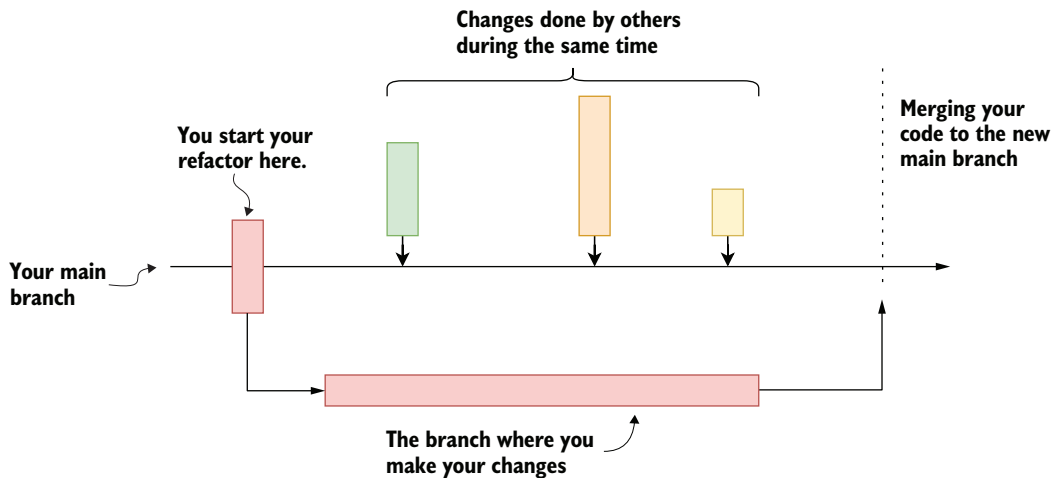 Changes done by others
during the same time
You start your
refactor here.
Merging your
code to the new
main branch
Your main
branch
The branch where you
make your changes